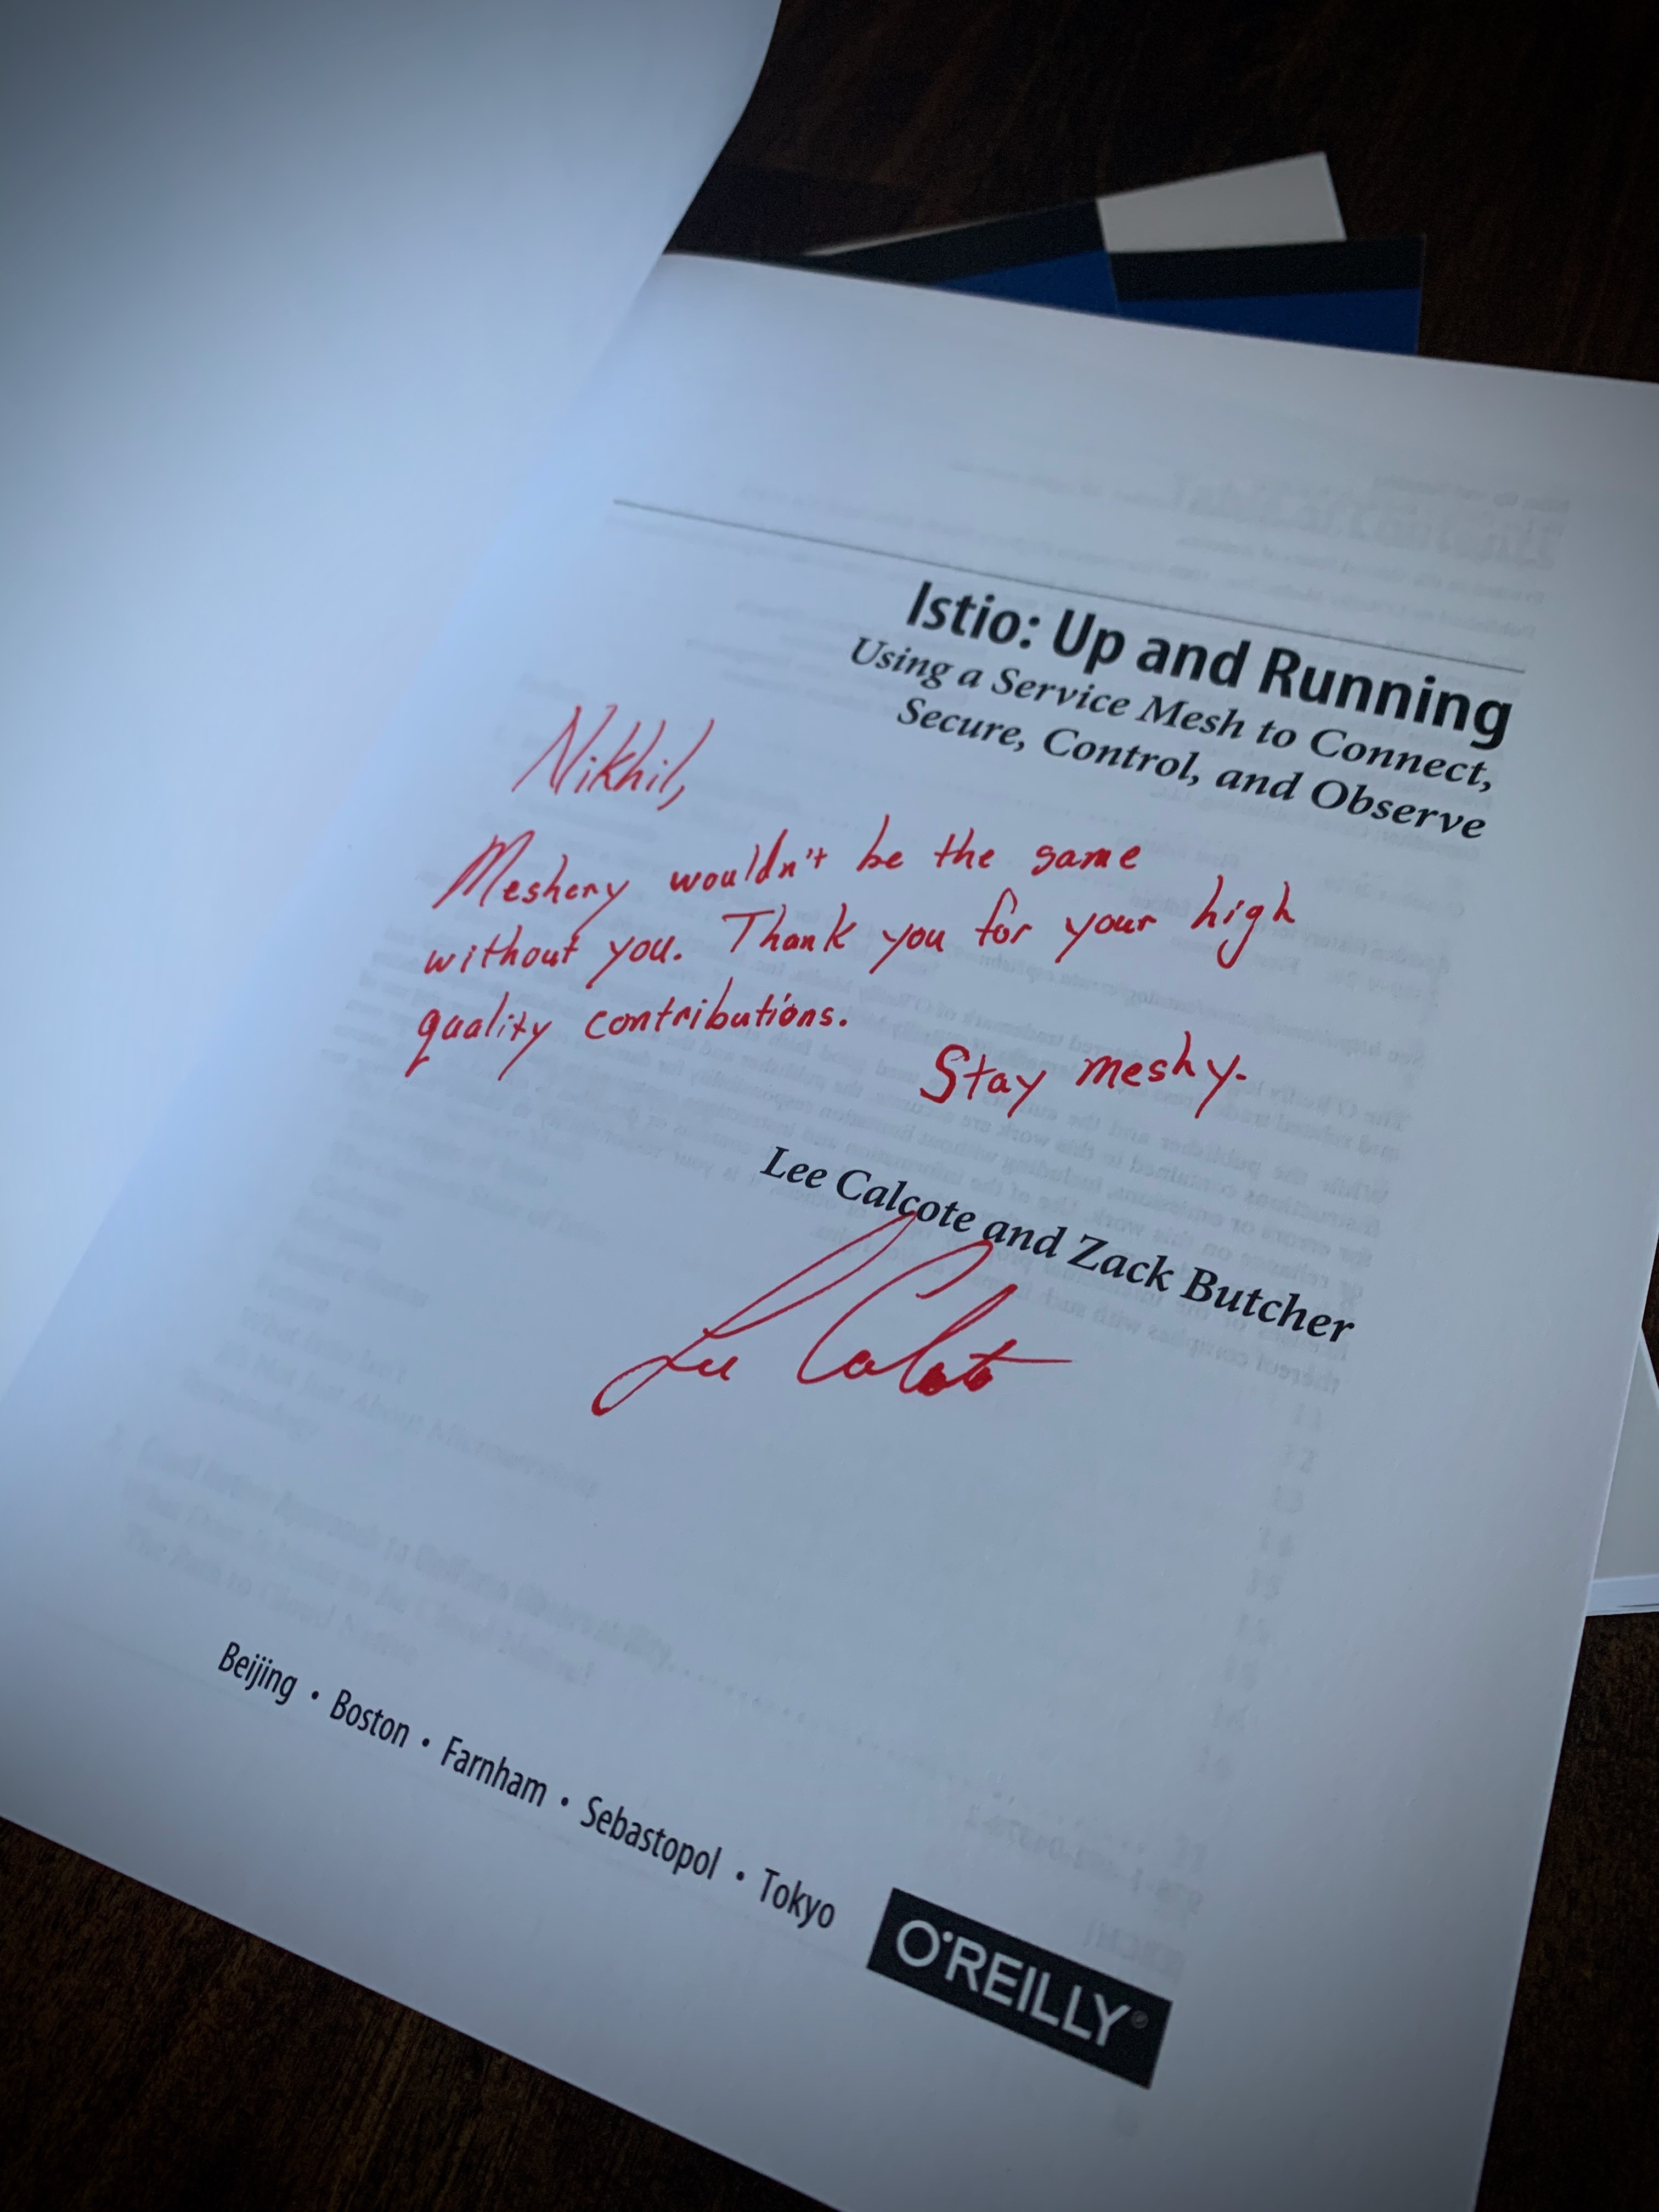 Istio: Up and Running
Using a Service Mesh to Connect,
Secure, Control, and Observe
Nikhil,
Meshery wouldn't be the same
without you. Thank you for your high
quality contributions.
Stay meshy.
Lee Calcote and Zack Butcher
Lee Calcote
Beijing • Boston • Farnham • Sebastopol • Tokyo
O'REILLY®